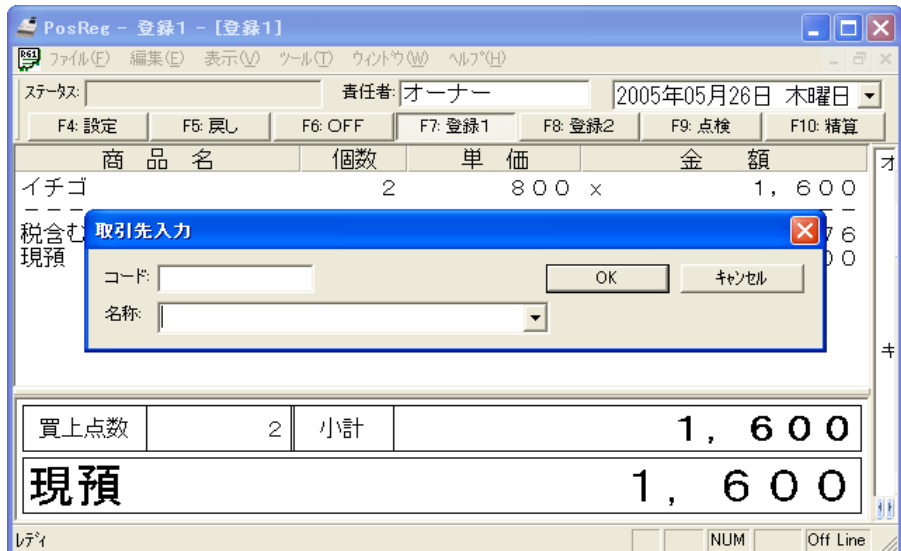 PosReg - 登録1 - [登録1]
ファイル(F) 編集(E) 表示(V) ツール(T) ウィンドウ(W) ヘルプ(H)
ステータス: 責任者: オーナー 2005年05月26日 木曜日
F4: 設定 F5: 戻し F6: OFF F7: 登録1 F8: 登録2 F9: 点検 F10: 精算
商 品 名 個数 単 価 金 額 オ
イチゴ 2 800 x 1,600
税含む 76
現預 00
取引先入力
コード: OK キャンセル
名称:
キ
買上点数 2 小計 1,600
現預 1,600
レディ NUM Off Line